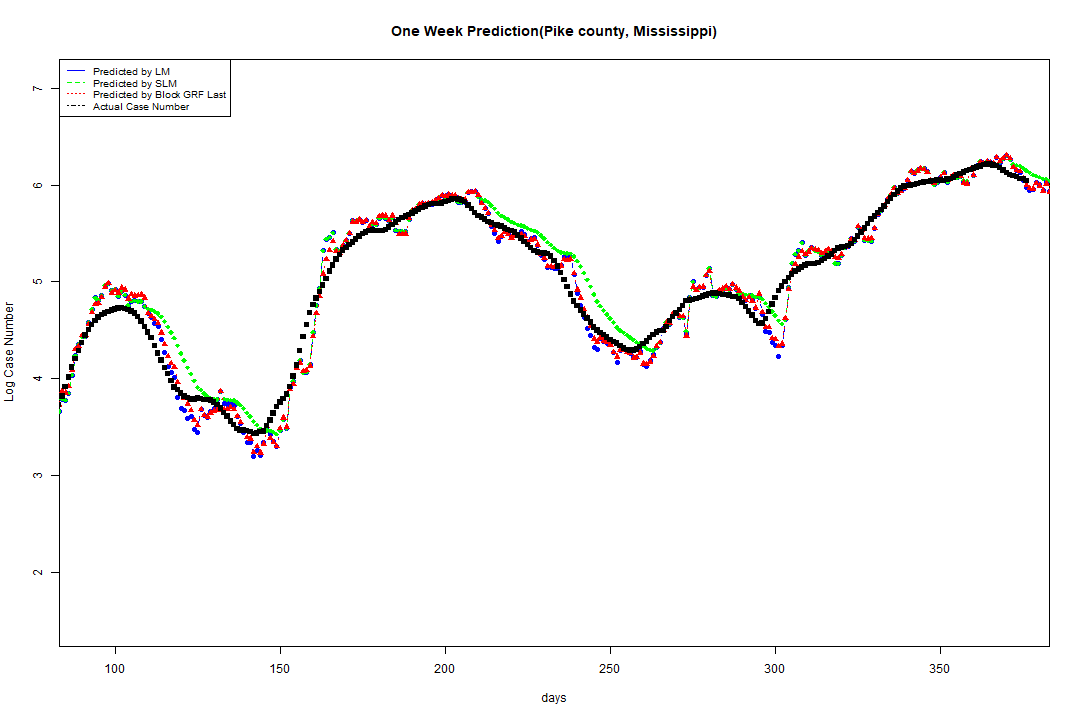 One Week Prediction(Pike county, Mississippi)
Predicted by LM
Predicted by SLM
Predicted by Block GRF Last
Actual Case Number
7
6
5
4
3
2
Log Case Number
100 150 200 250 300 350
days